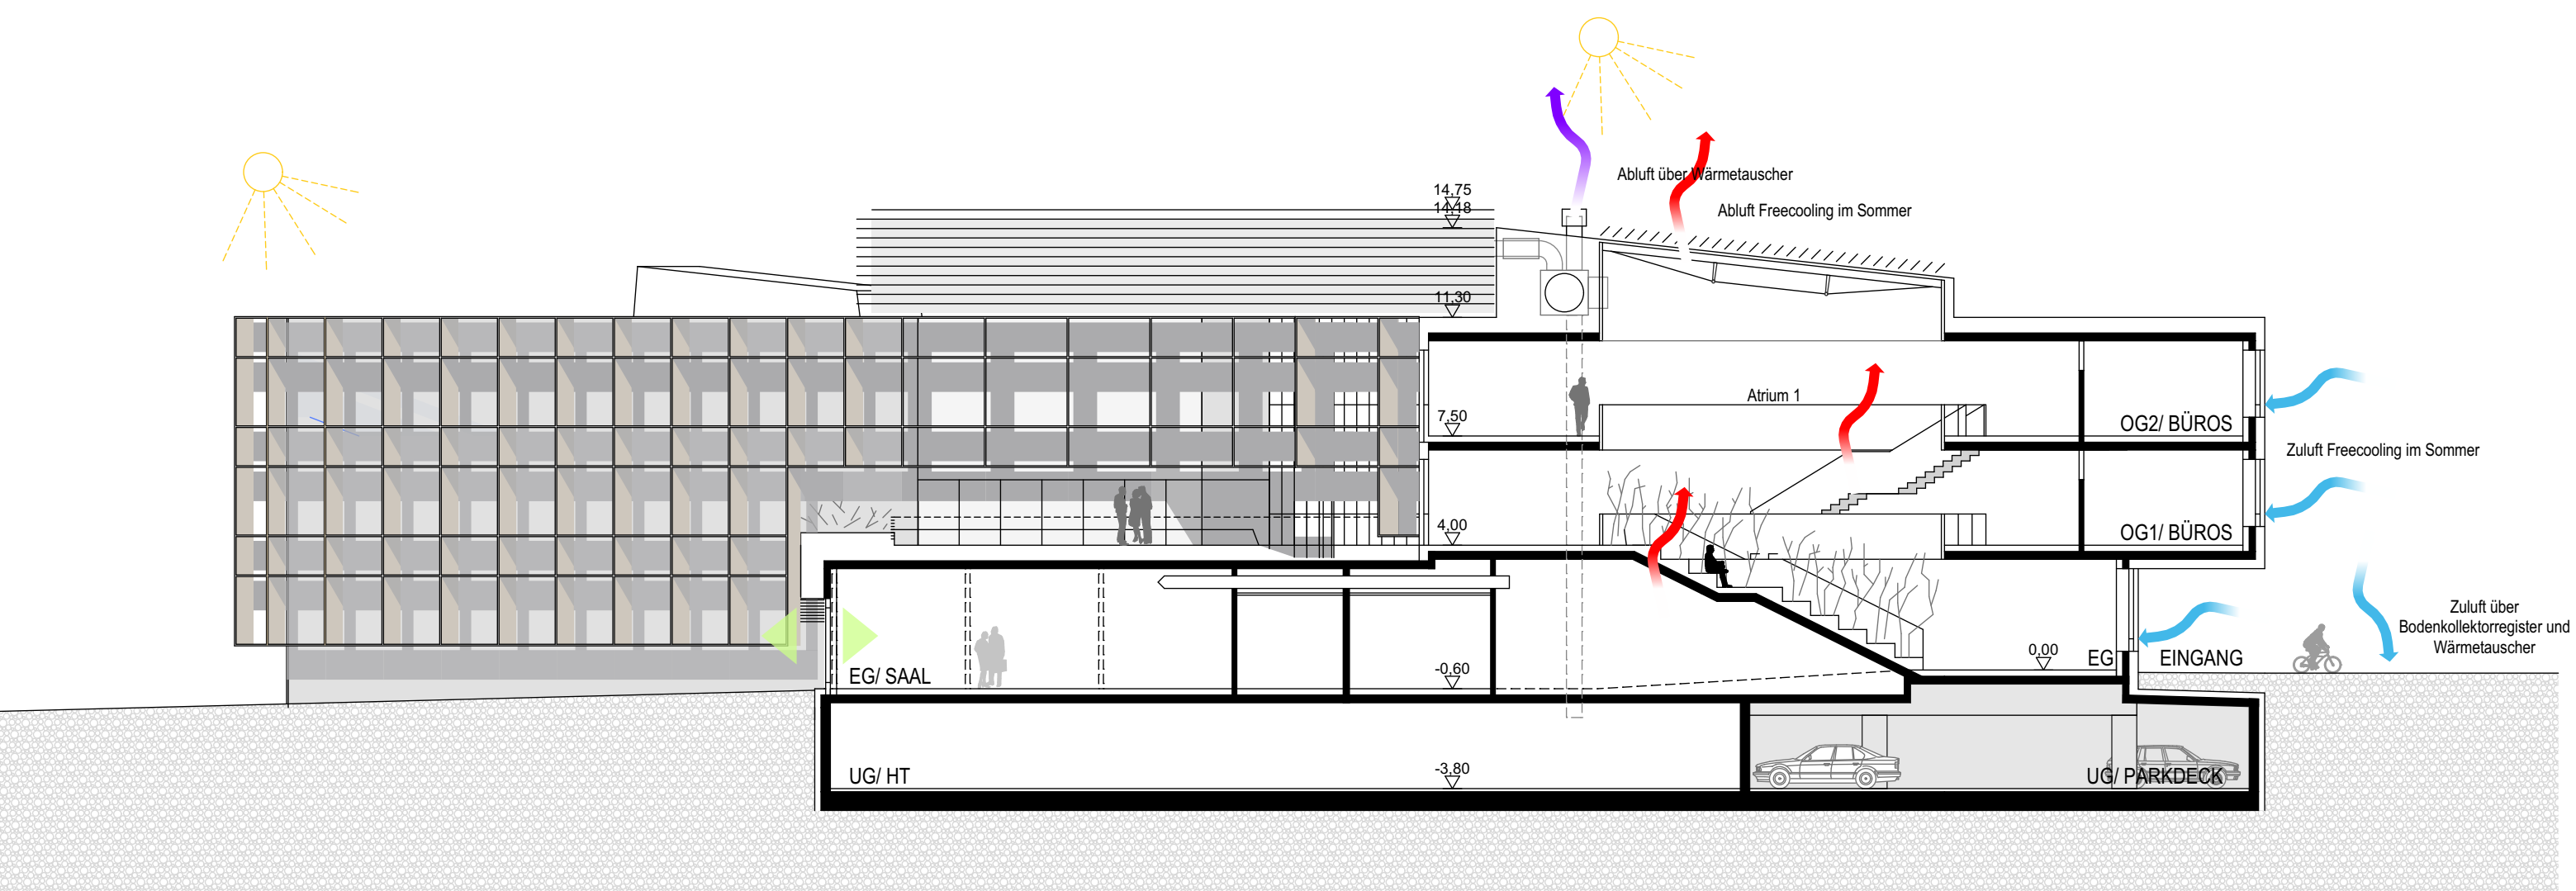 Abluft über Wärmetauscher
14,75
14,18
Abluft Freecooling im Sommer
11,30
Atrium 1
7,50
OG2/ BÜROS
Zuluft Freecooling im Sommer
4,00
OG1/ BÜROS
Zuluft über
Bodenkollektorregister und
Wärmetauscher
0,00
EG
EINGANG
EG/ SAAL
-0,60
UG/ HT
-3,80
UG/ PARKDECK